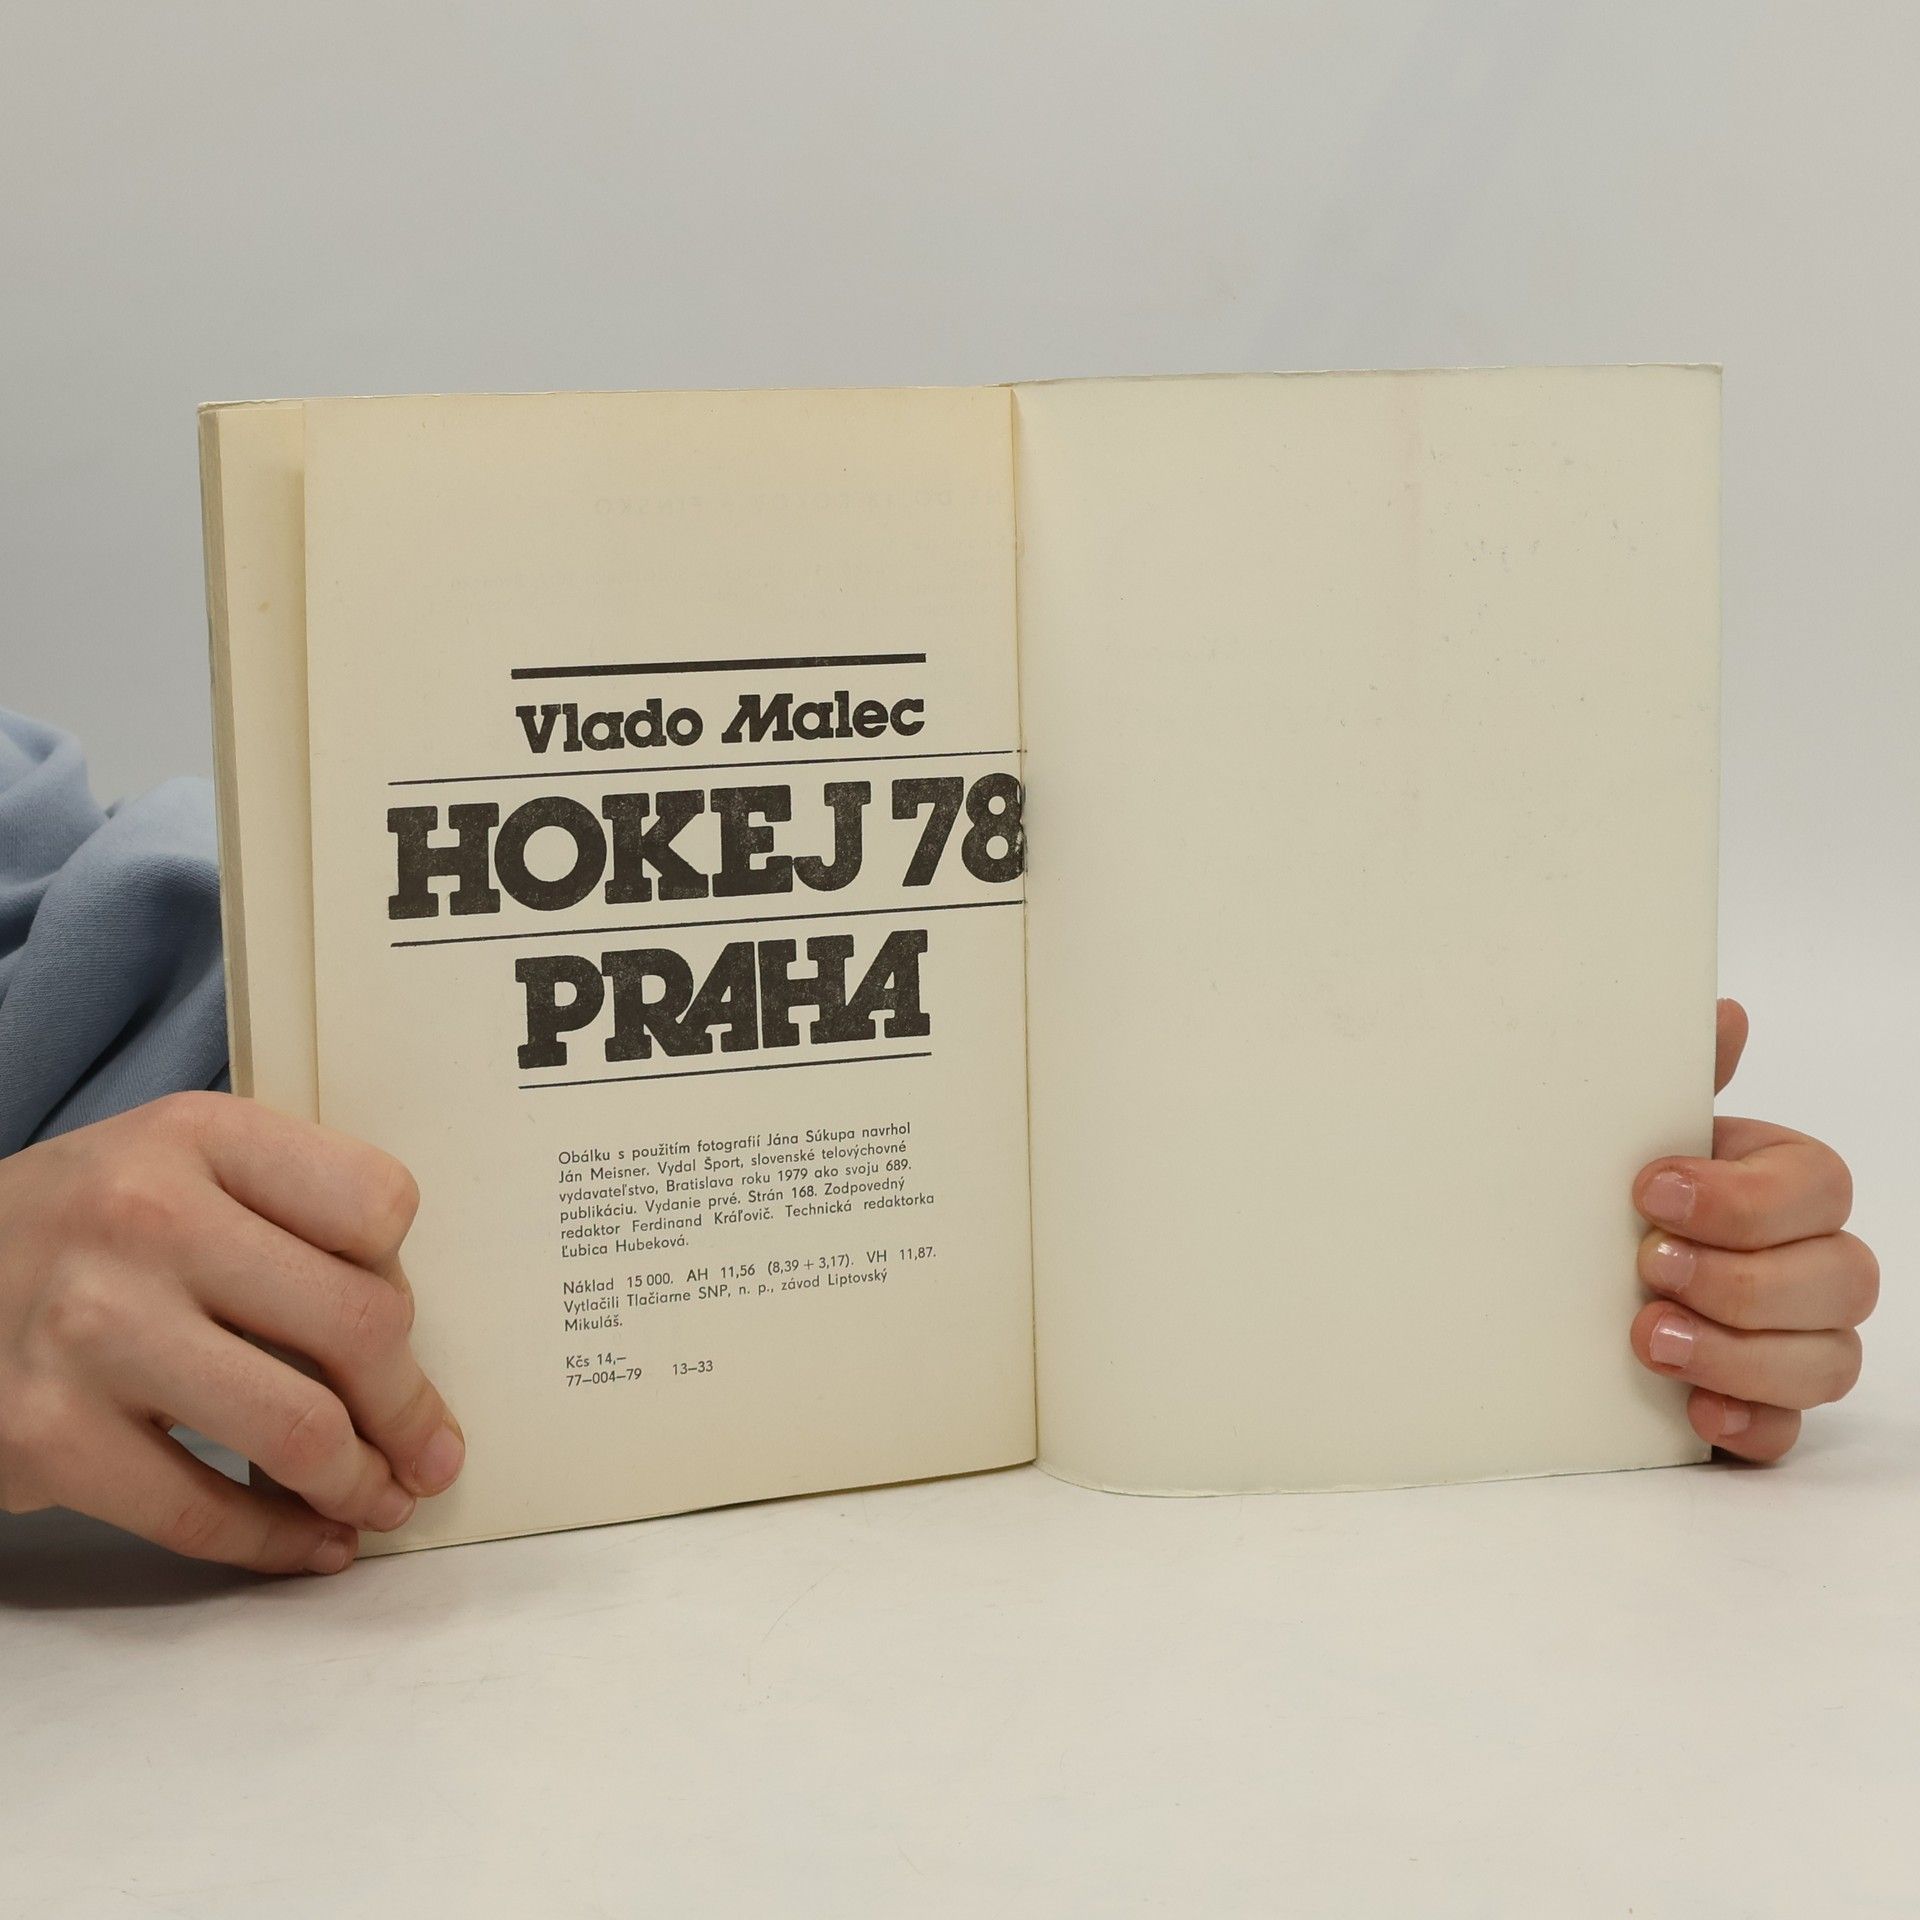 Vlado Malec
HOKEJ 78
PRAHA
Obálku s použitím fotografií Jána Súkupa navrhol
Ján Meisner. Vydal Šport, slovenské telovýchovné
vydavateľstvo, Bratislava roku 1979 ako svoju 689.
publikáciu. Vydanie prvé. Strán 168. Zodpovedný
redaktor Ferdinand Kráľovič. Technická redaktorka
Ľubica Hubeková.
Náklad 15 000. AH 11,56 (8,39 + 3,17). VH 11,87.
Vytlačili Tlačiarne SNP, n. p., závod Liptovský
Mikuláš.
Kčs 14,—
77—004—79 13—33